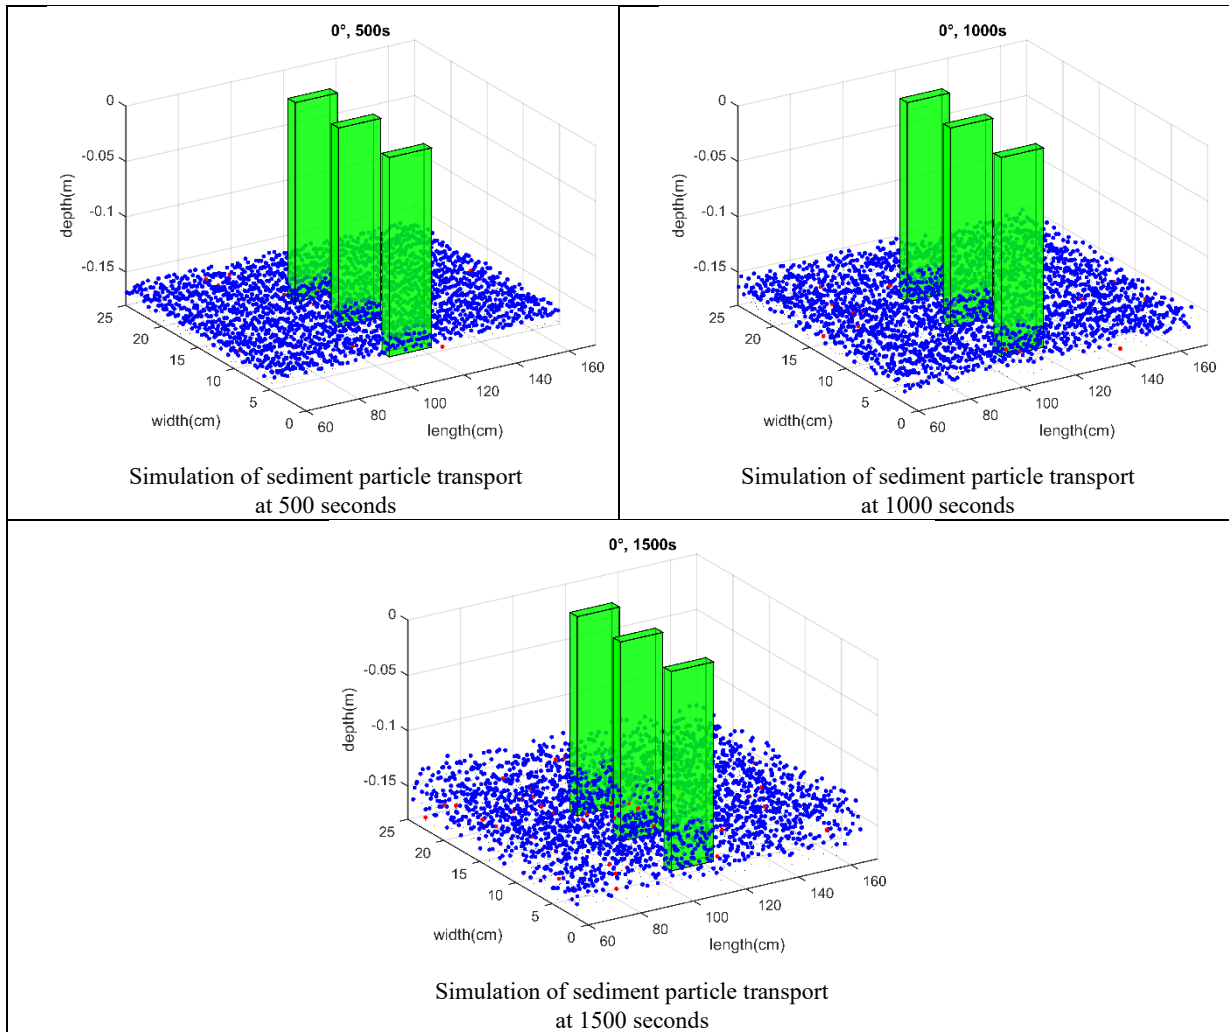 0°, 500s
0
-0.05
-0.1
-0.15
depth(m)
25
20
15
10
5
0
width(cm)
60
80
100
120
140
160
length(cm)
Simulation of sediment particle transport
at 500 seconds
0°, 1000s
0
-0.05
-0.1
-0.15
depth(m)
25
20
15
10
5
0
width(cm)
60
80
100
120
140
160
length(cm)
Simulation of sediment particle transport
at 1000 seconds
0°, 1500s
0
-0.05
-0.1
-0.15
depth(m)
25
20
15
10
5
0
width(cm)
60
80
100
120
140
160
length(cm)
Simulation of sediment particle transport
at 1500 seconds